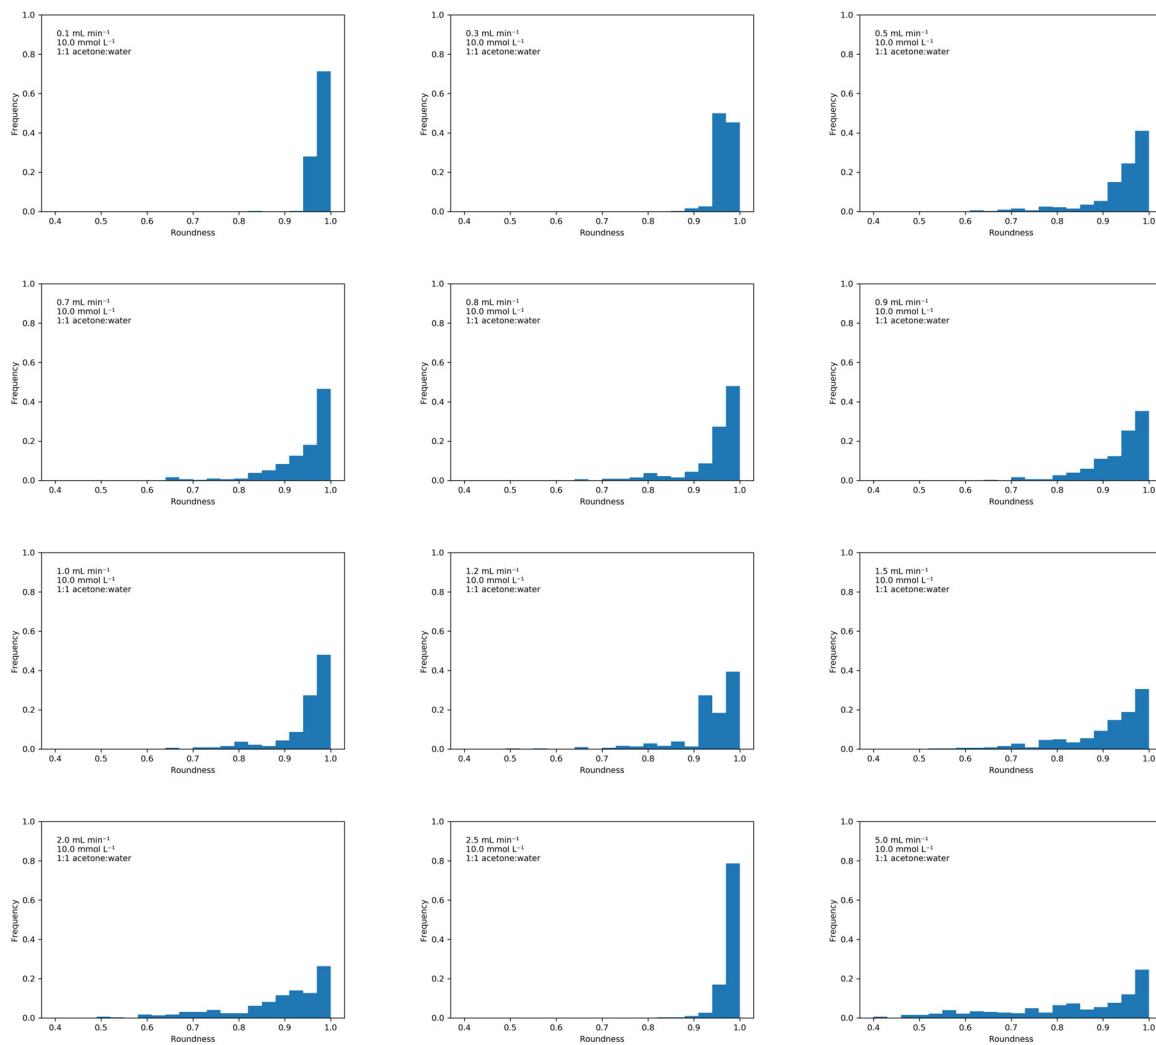 1.0
0.1 mL min⁻¹
10.0 mmol L⁻¹
1:1 acetone:water
0.8
0.6
Frequency
0.4
0.2
0.0
0.4 0.5 0.6 0.7 0.8 0.9 1.0
Roundness
1.0
0.3 mL min⁻¹
10.0 mmol L⁻¹
1:1 acetone:water
0.8
0.6
Frequency
0.4
0.2
0.0
0.4 0.5 0.6 0.7 0.8 0.9 1.0
Roundness
1.0
0.5 mL min⁻¹
10.0 mmol L⁻¹
1:1 acetone:water
0.8
0.6
Frequency
0.4
0.2
0.0
0.4 0.5 0.6 0.7 0.8 0.9 1.0
Roundness
1.0
0.7 mL min⁻¹
10.0 mmol L⁻¹
1:1 acetone:water
0.8
0.6
Frequency
0.4
0.2
0.0
0.4 0.5 0.6 0.7 0.8 0.9 1.0
Roundness
1.0
0.8 mL min⁻¹
10.0 mmol L⁻¹
1:1 acetone:water
0.8
0.6
Frequency
0.4
0.2
0.0
0.4 0.5 0.6 0.7 0.8 0.9 1.0
Roundness
1.0
0.9 mL min⁻¹
10.0 mmol L⁻¹
1:1 acetone:water
0.8
0.6
Frequency
0.4
0.2
0.0
0.4 0.5 0.6 0.7 0.8 0.9 1.0
Roundness
1.0
1.0 mL min⁻¹
10.0 mmol L⁻¹
1:1 acetone:water
0.8
0.6
Frequency
0.4
0.2
0.0
0.4 0.5 0.6 0.7 0.8 0.9 1.0
Roundness
1.0
1.2 mL min⁻¹
10.0 mmol L⁻¹
1:1 acetone:water
0.8
0.6
Frequency
0.4
0.2
0.0
0.4 0.5 0.6 0.7 0.8 0.9 1.0
Roundness
1.0
1.5 mL min⁻¹
10.0 mmol L⁻¹
1:1 acetone:water
0.8
0.6
Frequency
0.4
0.2
0.0
0.4 0.5 0.6 0.7 0.8 0.9 1.0
Roundness
1.0
2.0 mL min⁻¹
10.0 mmol L⁻¹
1:1 acetone:water
0.8
0.6
Frequency
0.4
0.2
0.0
0.4 0.5 0.6 0.7 0.8 0.9 1.0
Roundness
1.0
2.5 mL min⁻¹
10.0 mmol L⁻¹
1:1 acetone:water
0.8
0.6
Frequency
0.4
0.2
0.0
0.4 0.5 0.6 0.7 0.8 0.9 1.0
Roundness
1.0
5.0 mL min⁻¹
10.0 mmol L⁻¹
1:1 acetone:water
0.8
0.6
Frequency
0.4
0.2
0.0
0.4 0.5 0.6 0.7 0.8 0.9 1.0
Roundness